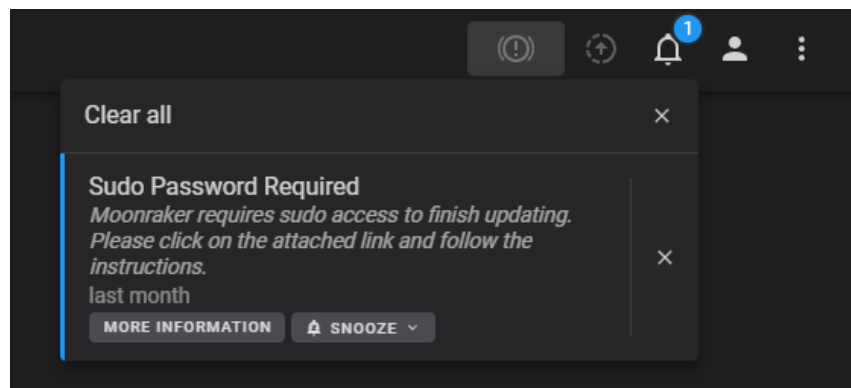 1
Clear all
Sudo Password Required
Moonraker requires sudo access to finish updating.
Please click on the attached link and follow the
instructions.
last month
MORE INFORMATION
SNOOZE